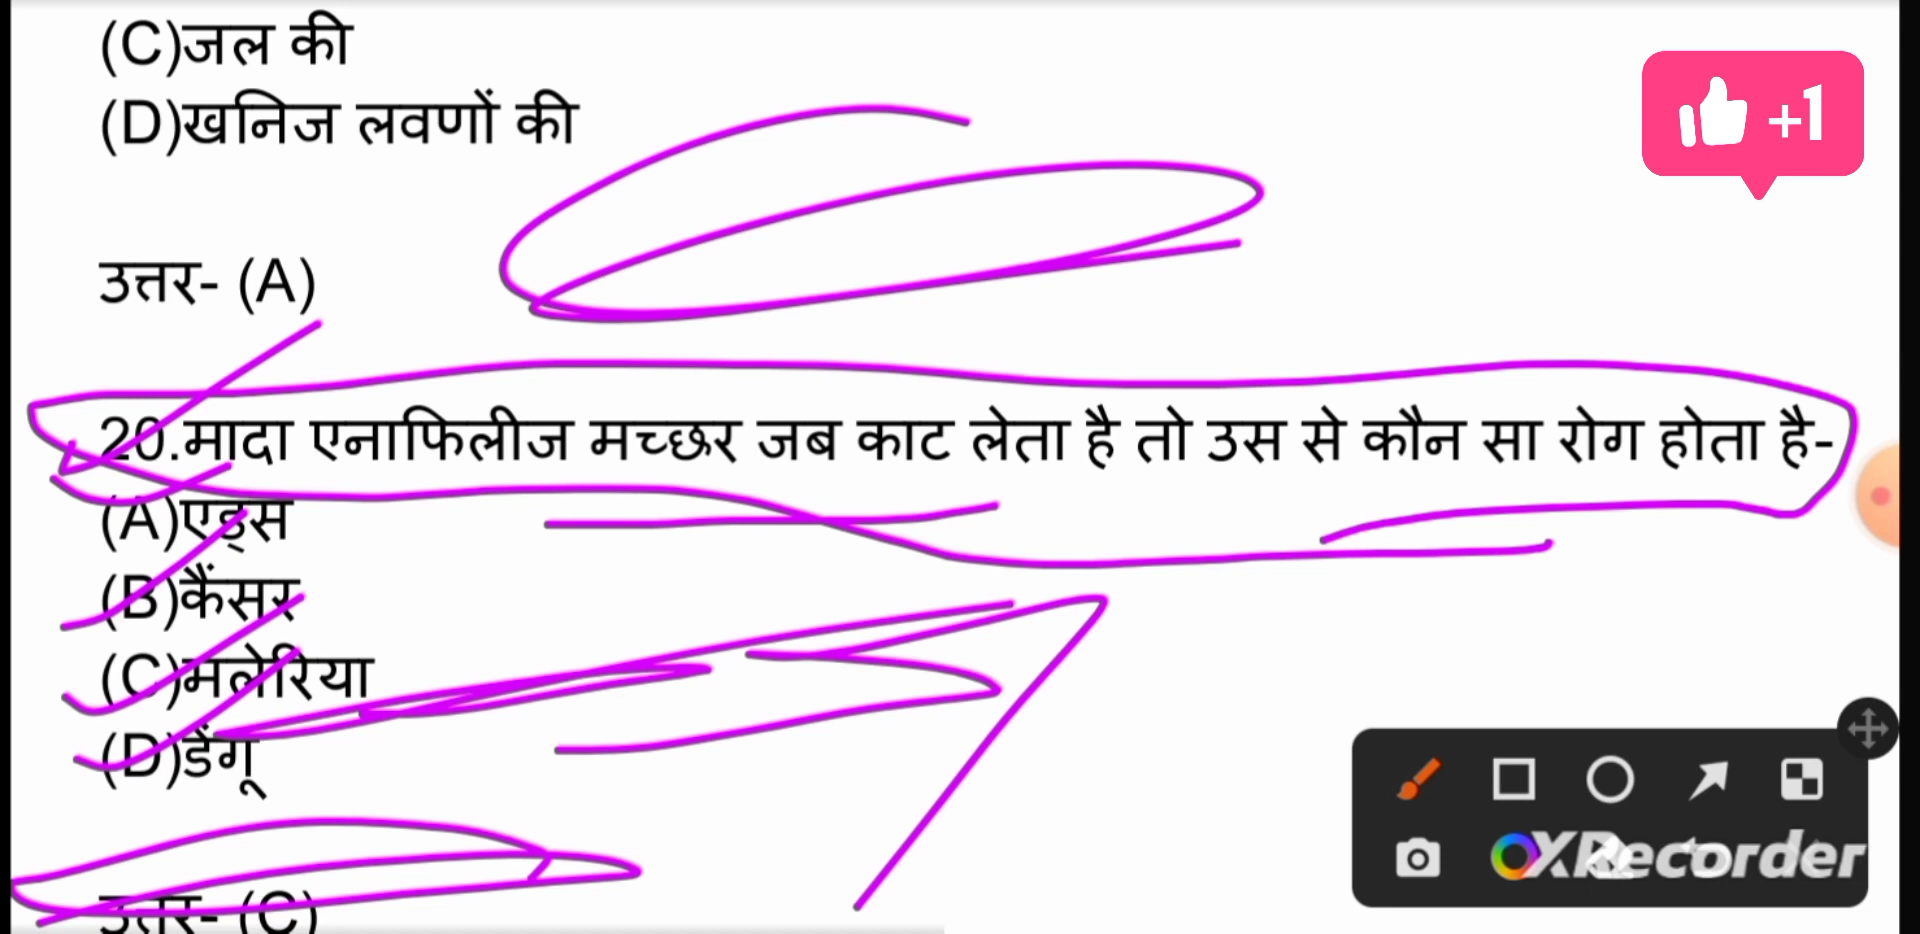 (C)जल की
(D)खनिज लवणों की
+1
उत्तर- (A)
20.मादा एनाफिलीज मच्छर जब काट लेता है तो उस से कौन सा रोग होता है-
(A)एड्स
(B)कैंसर
(C)मलेरिया
(D)डेंगू
XRecorder
उत्तर- (C)